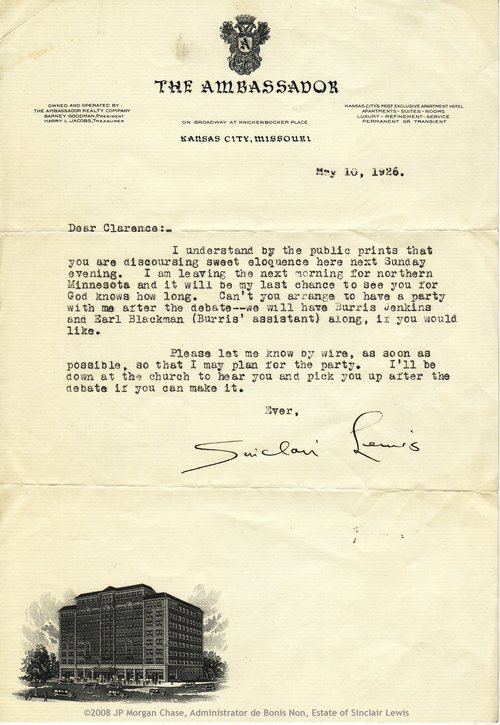 THE AMBASSADOR
OWNED AND OPERATED BY
THE AMBASSADOR REALTY COMPANY
BARNEY GOODMAN, PRESIDENT
HARRY L. JACOBS, TREASURER
ON BROADWAY AT KNICKERBOCKER PLACE
KANSAS CITY, MISSOURI
KANSAS CITY'S MOST EXCLUSIVE APARTMENT HOTEL
APARTMENTS - SUITES - ROOMS
LUXURY - REFINEMENT - SERVICE
PERMANENT OR TRANSIENT
May 10, 1926.
Dear Clarence:-
I understand by the public prints that
you are discoursing sweet eloquence here next Sunday
evening. I am leaving the next morning for northern
Minnesota and it will be my last chance to see you for
God knows how long. Can't you arrange to have a party
with me after the debate--we will have Burris Jenkins
and Earl Blackman (Burris' assistant) along, if you would
like.
Please let me know by wire, as soon as
possible, so that I may plan for the party. I'll be
down at the church to hear you and pick you up after the
debate if you can make it.
Ever,
Sinclair Lewis
©2008 JP Morgan Chase, Administrator de Bonis Non, Estate of Sinclair Lewis